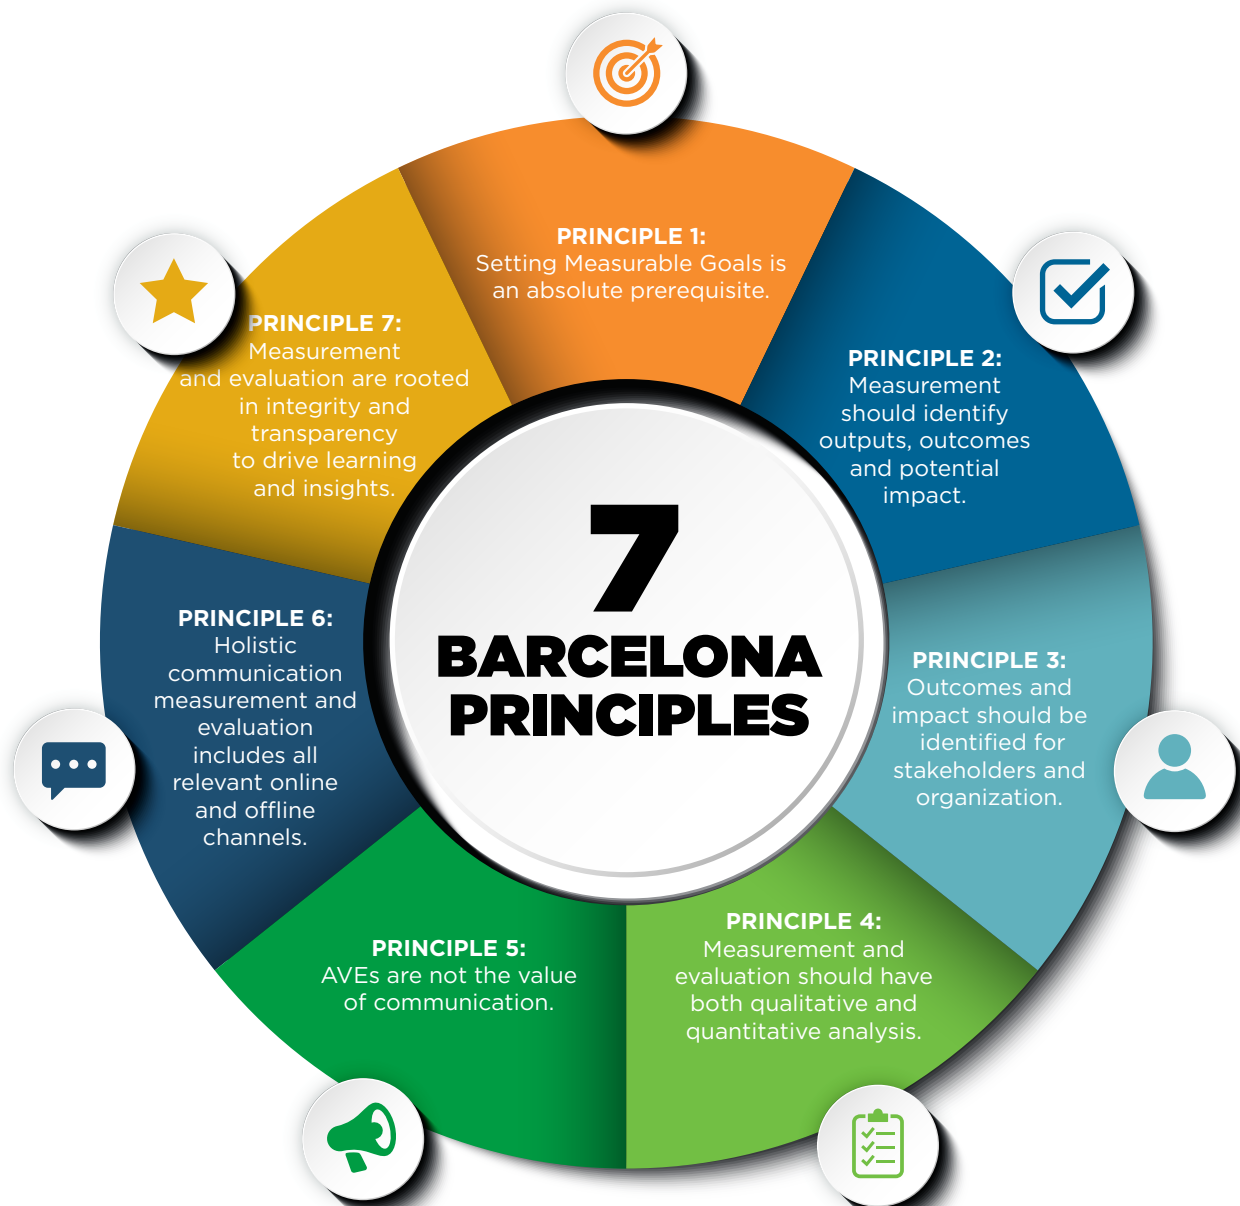 7
BARCELONA
PRINCIPLES
PRINCIPLE 1:
Setting Measurable Goals is
an absolute prerequisite.
PRINCIPLE 2:
Measurement
should identify
outputs, outcomes
and potential
impact.
PRINCIPLE 3:
Outcomes and
impact should be
identified for
stakeholders and
organization.
PRINCIPLE 4:
Measurement and
evaluation should have
both qualitative and
quantitative analysis.
PRINCIPLE 5:
AVEs are not the value
of communication.
PRINCIPLE 6:
Holistic
communication
measurement and
evaluation
includes all
relevant online
and offline
channels.
PRINCIPLE 7:
Measurement
and evaluation are rooted
in integrity and
transparency
to drive learning
and insights.